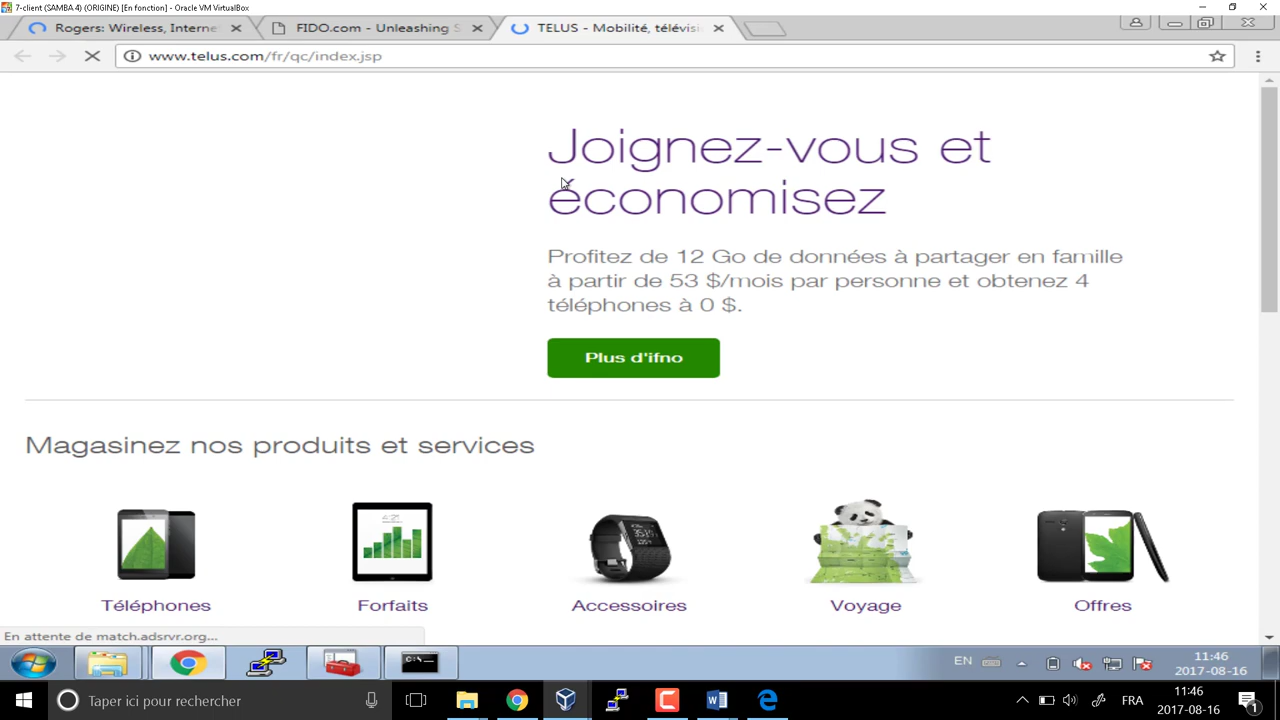 7-client (SAMBA 4) (ORIGINE) [En fonction] - Oracle VM VirtualBox
Rogers: Wireless, Interne
FIDO.com - Unleashing S
TELUS - Mobilité, télévisi
www.telus.com/fr/qc/index.jsp
Joignez-vous et
économisez
Profitez de 12 Go de données à partager en famille
à partir de 53 $/mois par personne et obtenez 4
téléphones à 0 $.
Plus d'ifno
Magasinez nos produits et services
Téléphones
Forfaits
Accessoires
Voyage
Offres
En attente de match.adsrvr.org...
EN
11:46
2017-08-16
Taper ici pour rechercher
FRA
11:46
2017-08-16
1